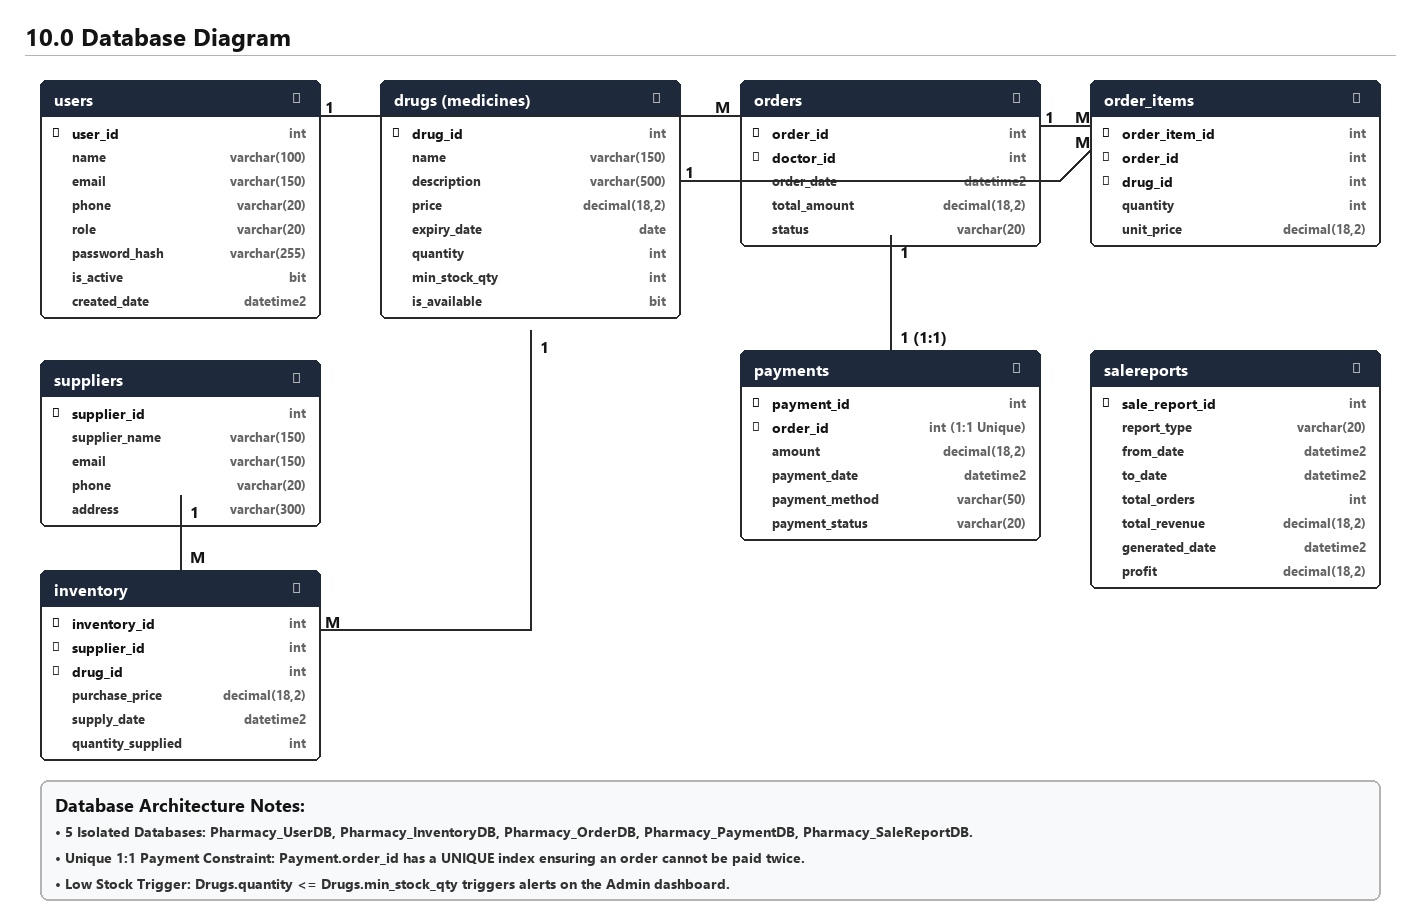 10.0 Database Diagram
users
user_id int
name varchar(100)
email varchar(150)
phone varchar(20)
role varchar(20)
password_hash varchar(255)
is_active bit
created_date datetime2
1
drugs (medicines)
drug_id int
name varchar(150)
description varchar(500)
price decimal(18,2)
expiry_date date
quantity int
min_stock_qty int
is_available bit
M
1
1
orders
order_id int
doctor_id int
order_date datetime2
total_amount decimal(18,2)
status varchar(20)
1 M
M
1
1 (1:1)
order_items
order_item_id int
order_id int
drug_id int
quantity int
unit_price decimal(18,2)
suppliers
supplier_id int
supplier_name varchar(150)
email varchar(150)
phone varchar(20)
address varchar(300)
1
M
payments
payment_id int
order_id int (1:1 Unique)
amount decimal(18,2)
payment_date datetime2
payment_method varchar(50)
payment_status varchar(20)
salereports
sale_report_id int
report_type varchar(20)
from_date datetime2
to_date datetime2
total_orders int
total_revenue decimal(18,2)
generated_date datetime2
profit decimal(18,2)
inventory
inventory_id int
supplier_id int
drug_id int
purchase_price decimal(18,2)
supply_date datetime2
quantity_supplied int
M
Database Architecture Notes:
• 5 Isolated Databases: Pharmacy_UserDB, Pharmacy_InventoryDB, Pharmacy_OrderDB, Pharmacy_PaymentDB, Pharmacy_SaleReportDB.
• Unique 1:1 Payment Constraint: Payment.order_id has a UNIQUE index ensuring an order cannot be paid twice.
• Low Stock Trigger: Drugs.quantity <= Drugs.min_stock_qty triggers alerts on the Admin dashboard.